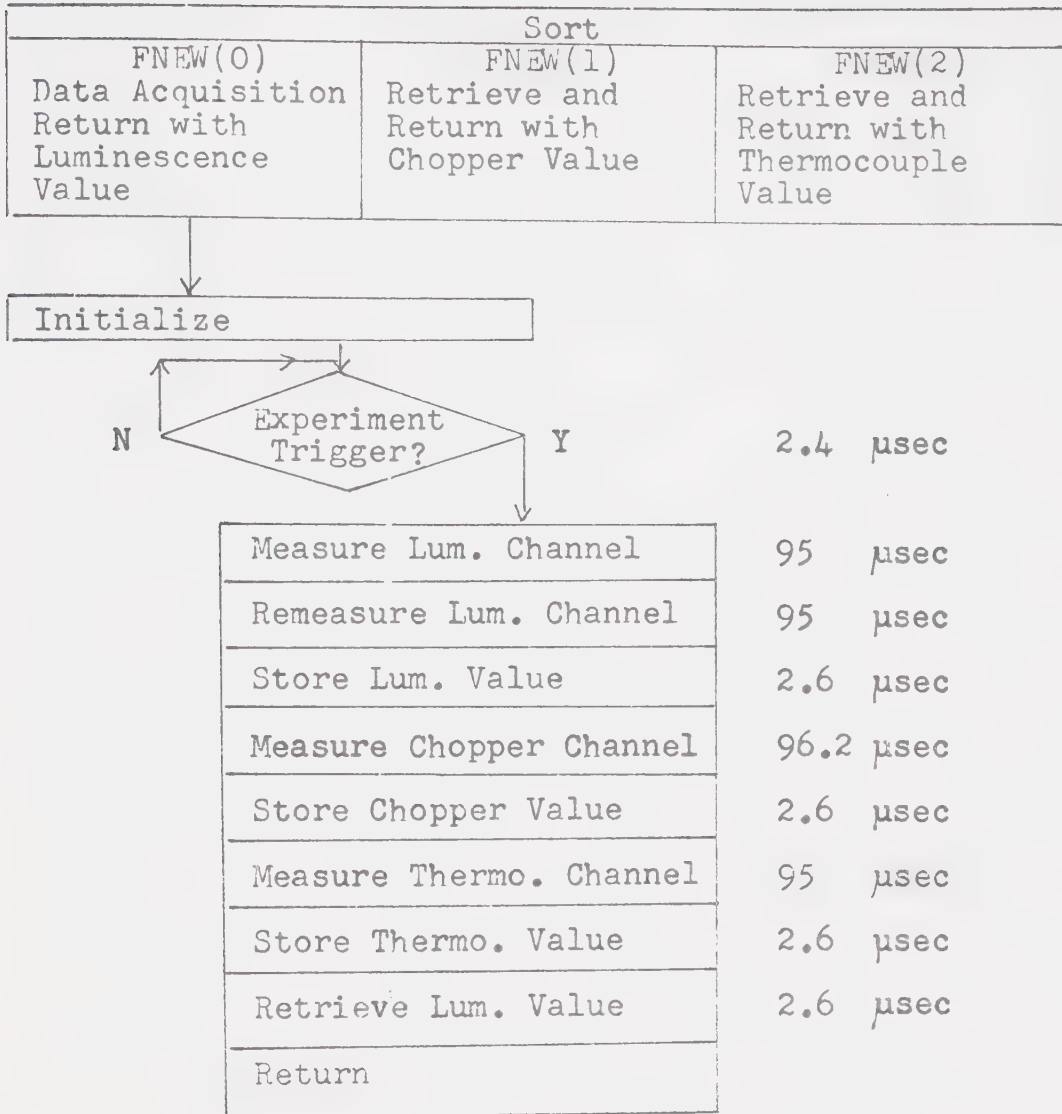 Sort
FNEW(0)
Data Acquisition
Return with
Luminescence
Value
FNEW(1)
Retrieve and
Return with
Chopper Value
FNEW(2)
Retrieve and
Return with
Thermocouple
Value
Initialize
N
Experiment
Trigger?
Y
2.4 μsec
Measure Lum. Channel 95 μsec
Remeasure Lum. Channel 95 μsec
Store Lum. Value 2.6 μsec
Measure Chopper Channel 96.2 μsec
Store Chopper Value 2.6 μsec
Measure Thermo. Channel 95 μsec
Store Thermo. Value 2.6 μsec
Retrieve Lum. Value 2.6 μsec
Return